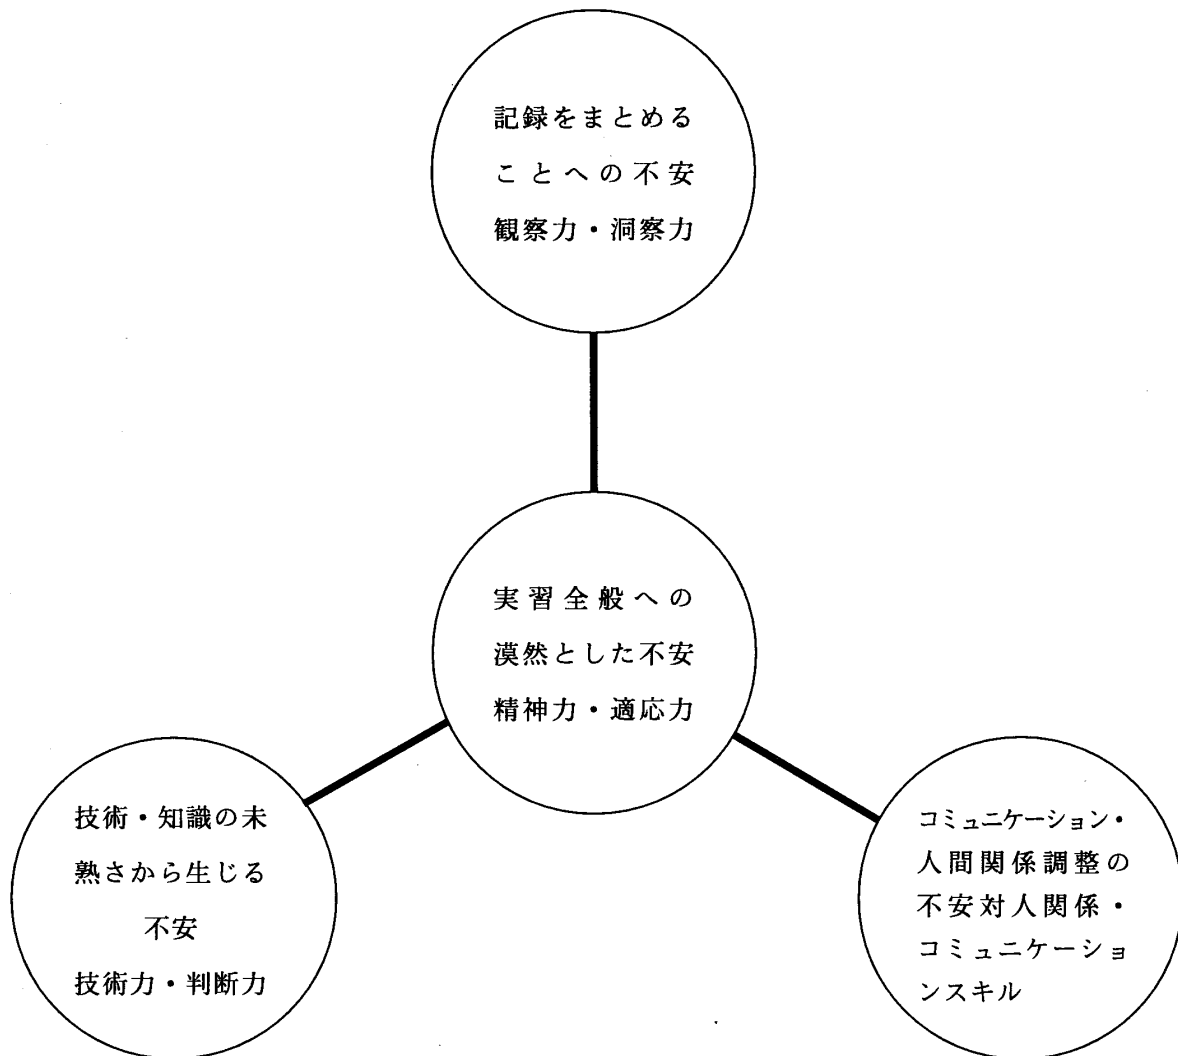 記録をまとめる
ことへの不安
観察力・洞察力
実習全般への
漠然とした不安
精神力・適応力
技術・知識の未
熟さから生じる
不安
技術力・判断力
コミュニケーション・
人間関係調整の
不安対人関係・
コミュニケーショ
ンスキル